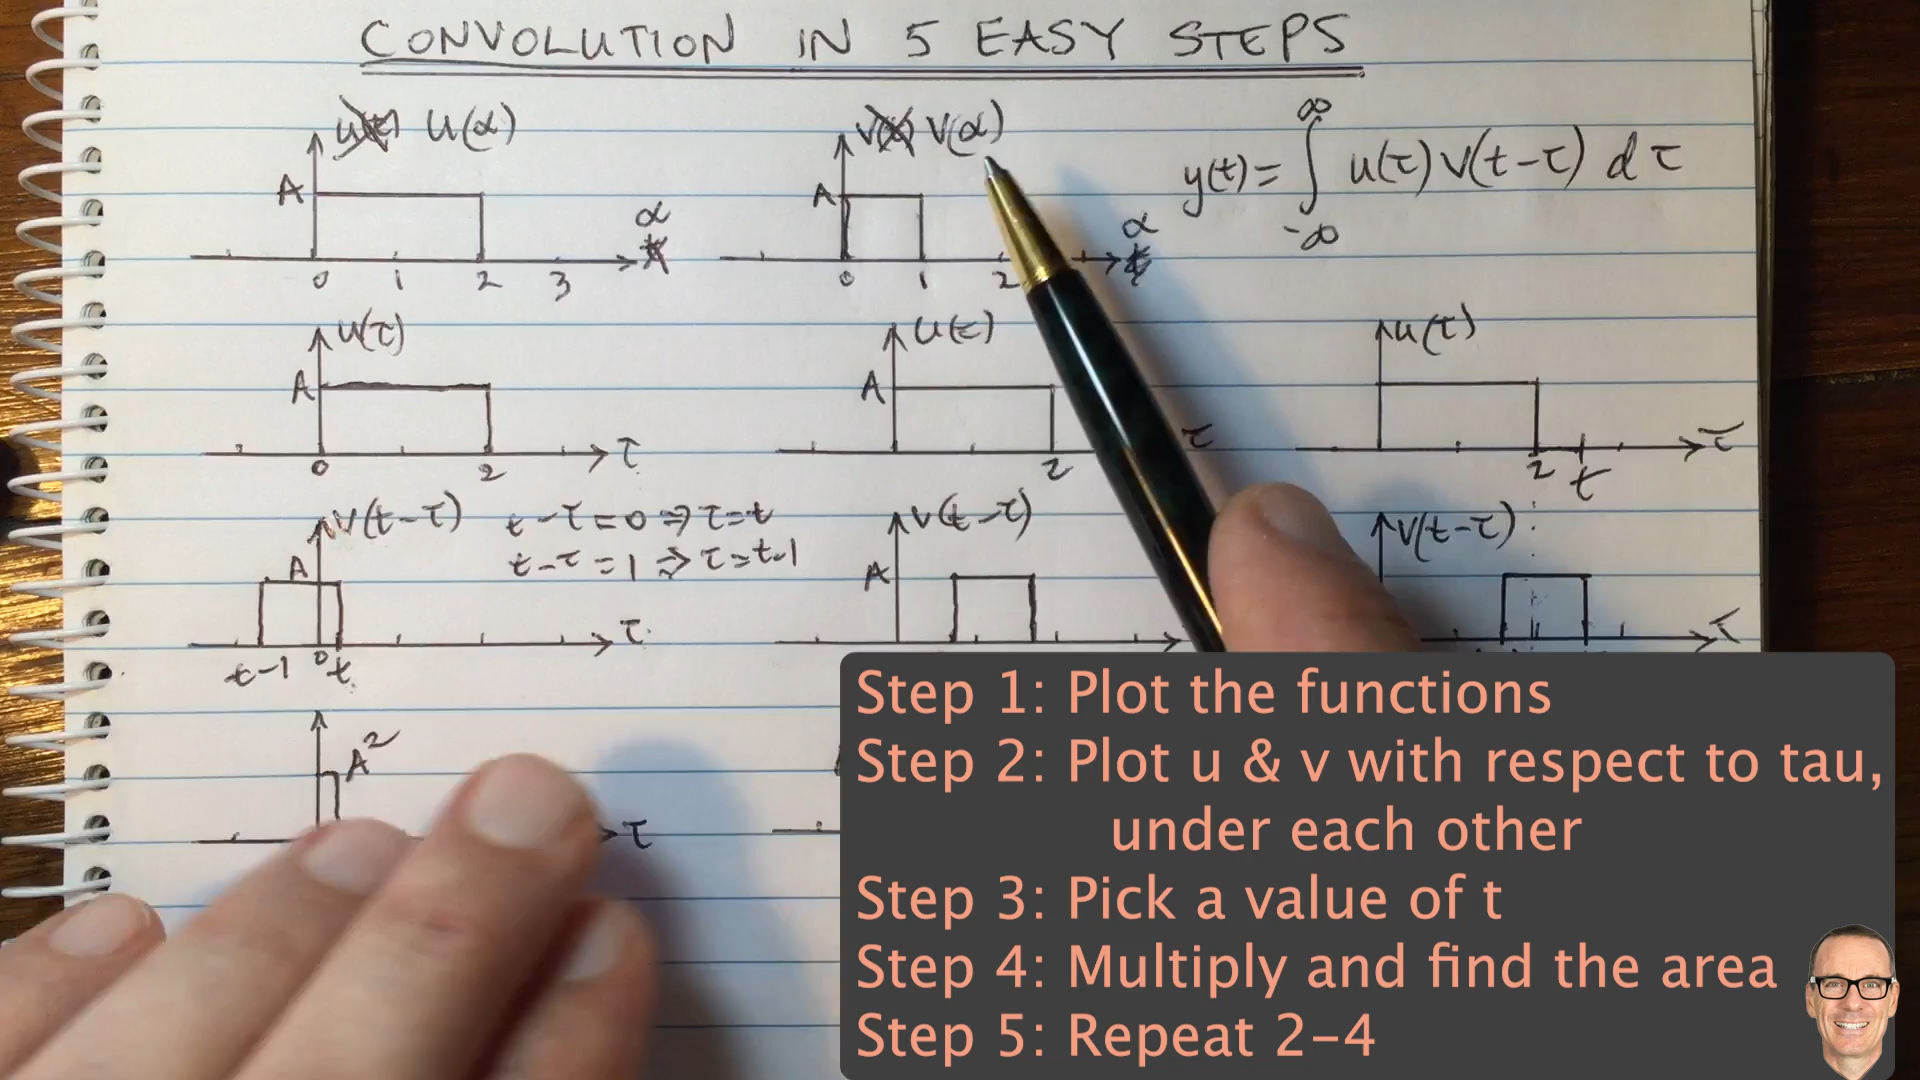 CONVOLUTION IN 5 EASY STEPS
u(α)
A
α
0 1 2 3
v(α)
A
α
0 1 2
y(t) = ∫ u(τ) v(t-τ) dτ
∞
-∞
u(τ)
A
τ
0 2
u(τ)
A
τ
2
u(τ)
τ
2 t
v(t-τ)
t-τ=0 ⇒ τ=t
t-τ=1 ⇒ τ=t-1
A
τ
t-1 0 t
v(t-τ)
A
v(t-τ)
τ
A²
τ
Step 1: Plot the functions
Step 2: Plot u & v with respect to tau,
under each other
Step 3: Pick a value of t
Step 4: Multiply and find the area
Step 5: Repeat 2-4